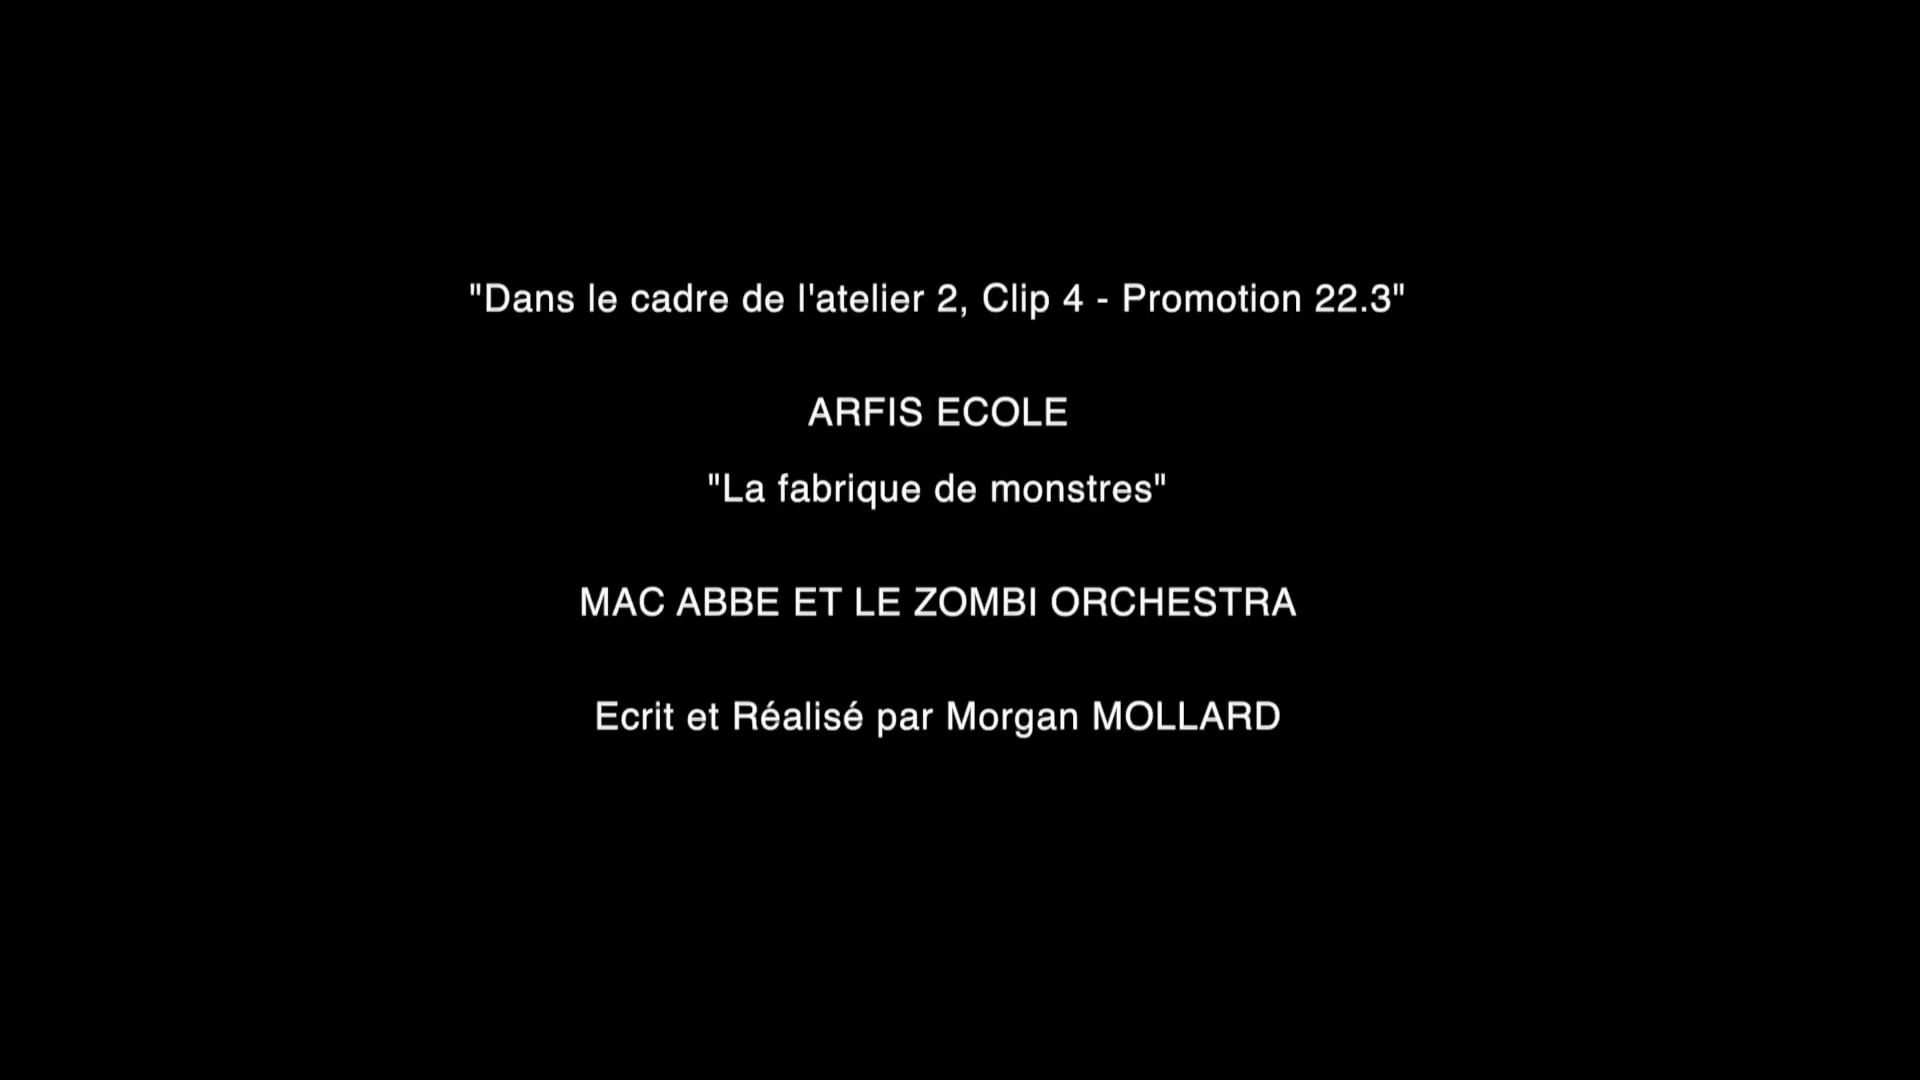 "Dans le cadre de l'atelier 2, Clip 4 - Promotion 22.3"
ARFIS ECOLE
"La fabrique de monstres"
MAC ABBE ET LE ZOMBI ORCHESTRA
Ecrit et Réalisé par Morgan MOLLARD